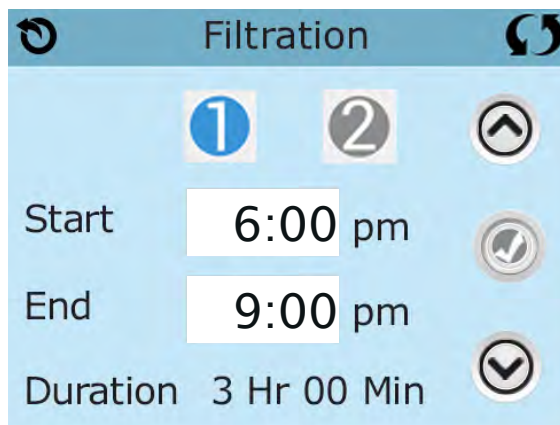 Filtration
1 2
Start 6:00 pm
End 9:00 pm
Duration 3 Hr 00 Min